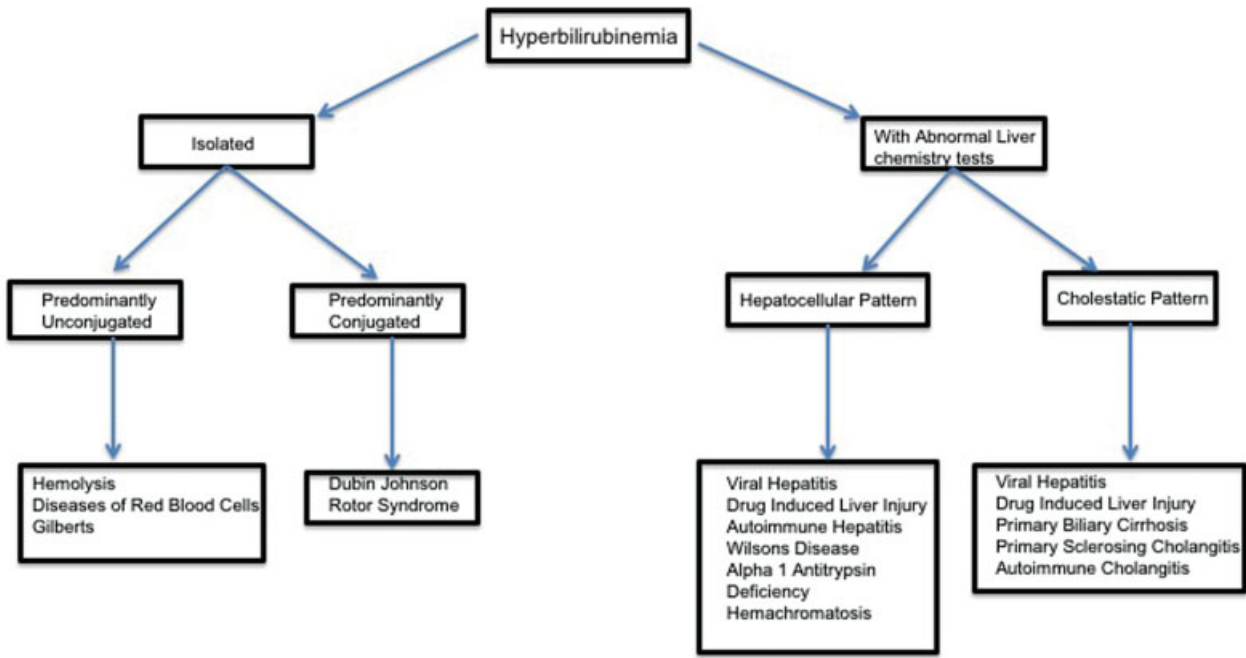 Hyperbilirubinemia
Isolated
With Abnormal Liver
chemistry tests
Predominantly
Unconjugated
Predominantly
Conjugated
Hepatocellular Pattern
Cholestatic Pattern
Hemolysis
Diseases of Red Blood Cells
Gilberts
Dubin Johnson
Rotor Syndrome
Viral Hepatitis
Drug Induced Liver Injury
Autoimmune Hepatitis
Wilsons Disease
Alpha 1 Antitrypsin
Deficiency
Hemachromatosis
Viral Hepatitis
Drug Induced Liver Injury
Primary Biliary Cirrhosis
Primary Sclerosing Cholangitis
Autoimmune Cholangitis